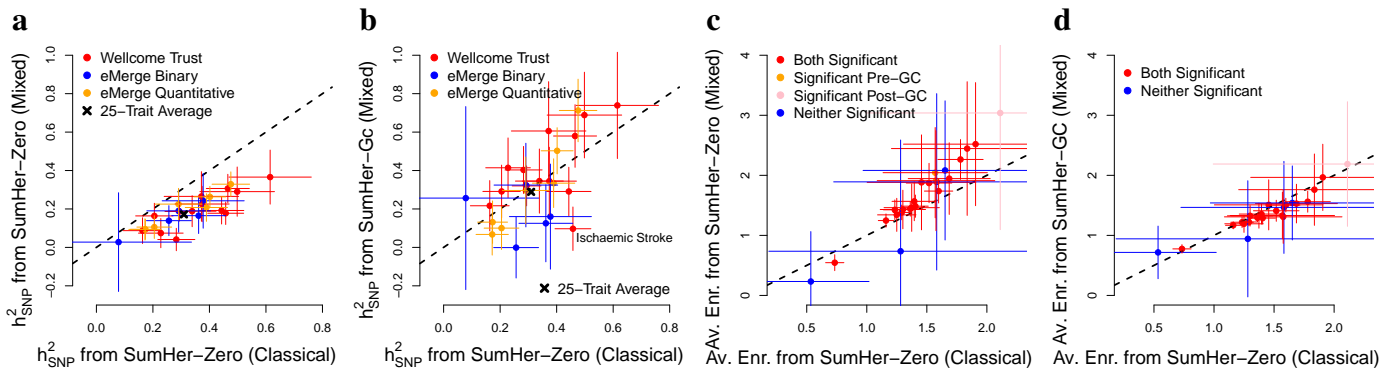 a
h²SNP from SumHer−Zero (Mixed)
−0.2 0.0 0.2 0.4 0.6 0.8 1.0
Wellcome Trust
eMerge Binary
eMerge Quantitative
25−Trait Average
0.0 0.2 0.4 0.6 0.8
h²SNP from SumHer−Zero (Classical)
b
h²SNP from SumHer−Gc (Mixed)
−0.2 0.0 0.2 0.4 0.6 0.8 1.0
Wellcome Trust
eMerge Binary
eMerge Quantitative
Ischaemic Stroke
25−Trait Average
0.0 0.2 0.4 0.6 0.8
h²SNP from SumHer−Zero (Classical)
c
Av. Enr. from SumHer−Zero (Mixed)
0 1 2 3 4
Both Significant
Significant Pre−GC
Significant Post−GC
Neither Significant
0.5 1.0 1.5 2.0
Av. Enr. from SumHer−Zero (Classical)
d
Av. Enr. from SumHer−GC (Mixed)
0 1 2 3 4
Both Significant
Neither Significant
0.5 1.0 1.5 2.0
Av. Enr. from SumHer−Zero (Classical)